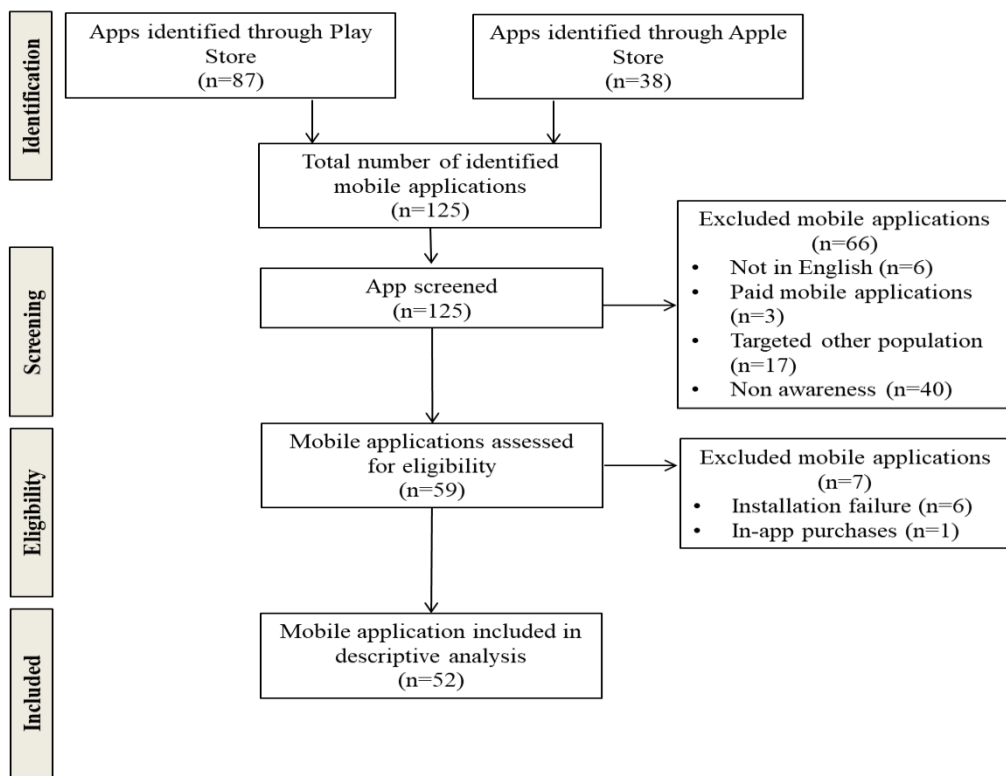 Identification
Apps identified through Play
Store
(n=87)
Apps identified through Apple
Store
(n=38)
Total number of identified
mobile applications
(n=125)
Screening
App screened
(n=125)
Excluded mobile applications
(n=66)
• Not in English (n=6)
• Paid mobile applications
(n=3)
• Targeted other population
(n=17)
• Non awareness (n=40)
Eligibility
Mobile applications assessed
for eligibility
(n=59)
Excluded mobile applications
(n=7)
• Installation failure (n=6)
• In-app purchases (n=1)
Included
Mobile application included in
descriptive analysis
(n=52)